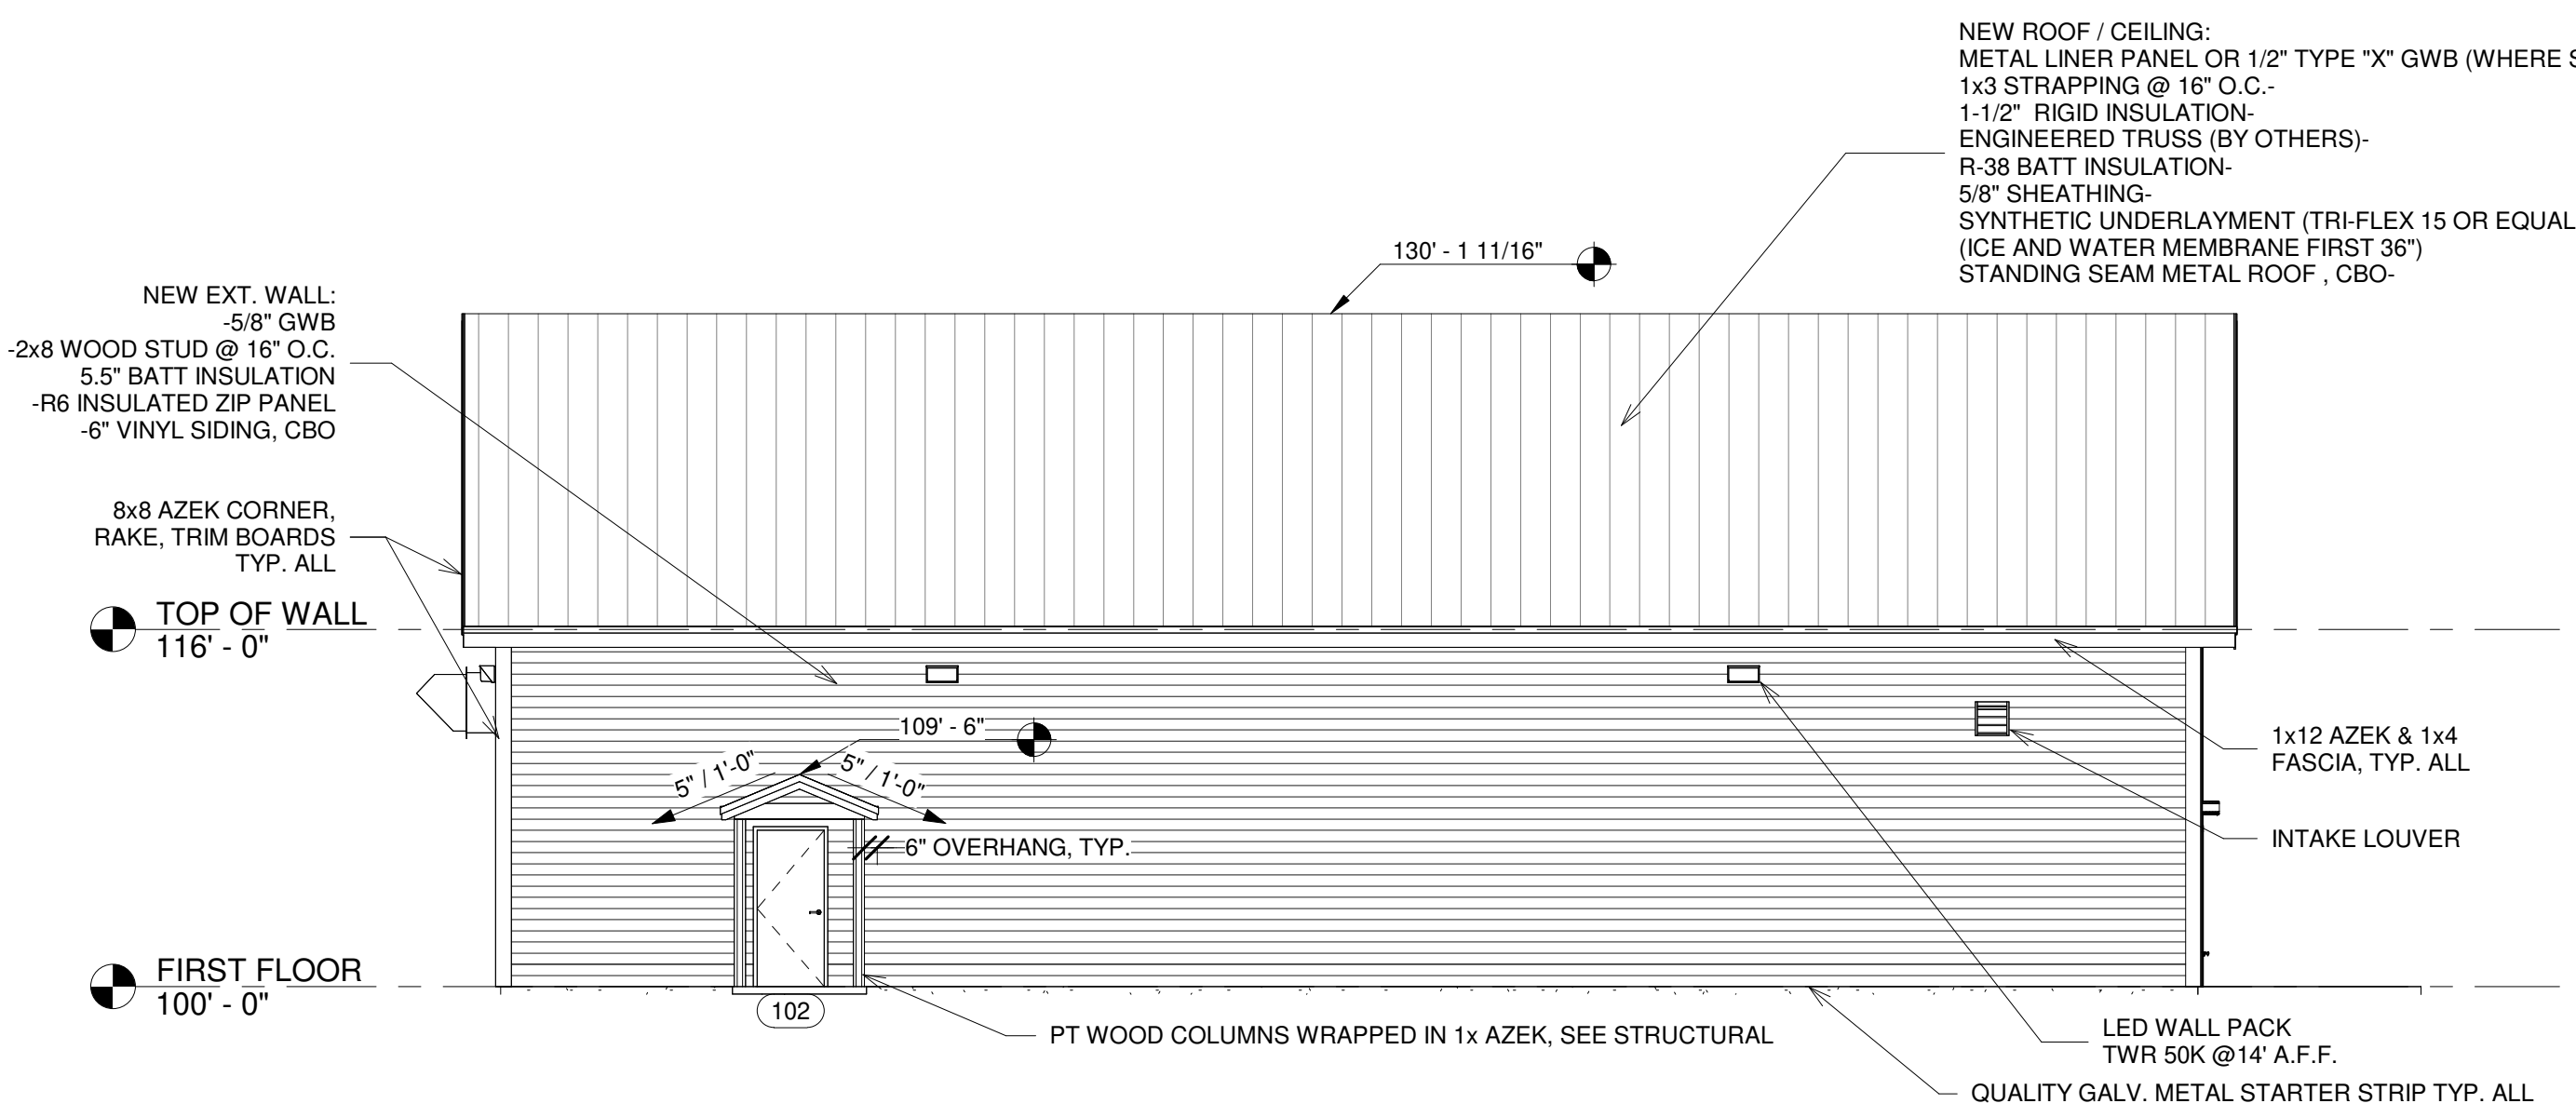 NEW ROOF / CEILING:
METAL LINER PANEL OR 1/2" TYPE "X" GWB (WHERE
1x3 STRAPPING @ 16" O.C.-
1-1/2" RIGID INSULATION-
ENGINEERED TRUSS (BY OTHERS)-
R-38 BATT INSULATION-
5/8" SHEATHING-
SYNTHETIC UNDERLAYMENT (TRI-FLEX 15 OR EQUAL
(ICE AND WATER MEMBRANE FIRST 36")
STANDING SEAM METAL ROOF , CBO-
130' - 1 11/16"
NEW EXT. WALL:
-5/8" GWB
-2x8 WOOD STUD @ 16" O.C.
5.5" BATT INSULATION
-R6 INSULATED ZIP PANEL
-6" VINYL SIDING, CBO
8x8 AZEK CORNER,
RAKE, TRIM BOARDS
TYP. ALL
TOP OF WALL
116' - 0"
109' - 6"
5" / 1'-0"
5" / 1'-0"
6" OVERHANG, TYP.
1x12 AZEK & 1x4
FASCIA, TYP. ALL
INTAKE LOUVER
FIRST FLOOR
100' - 0"
102
PT WOOD COLUMNS WRAPPED IN 1x AZEK, SEE STRUCTURAL
LED WALL PACK
TWR 50K @14' A.F.F.
QUALITY GALV. METAL STARTER STRIP TYP. ALL